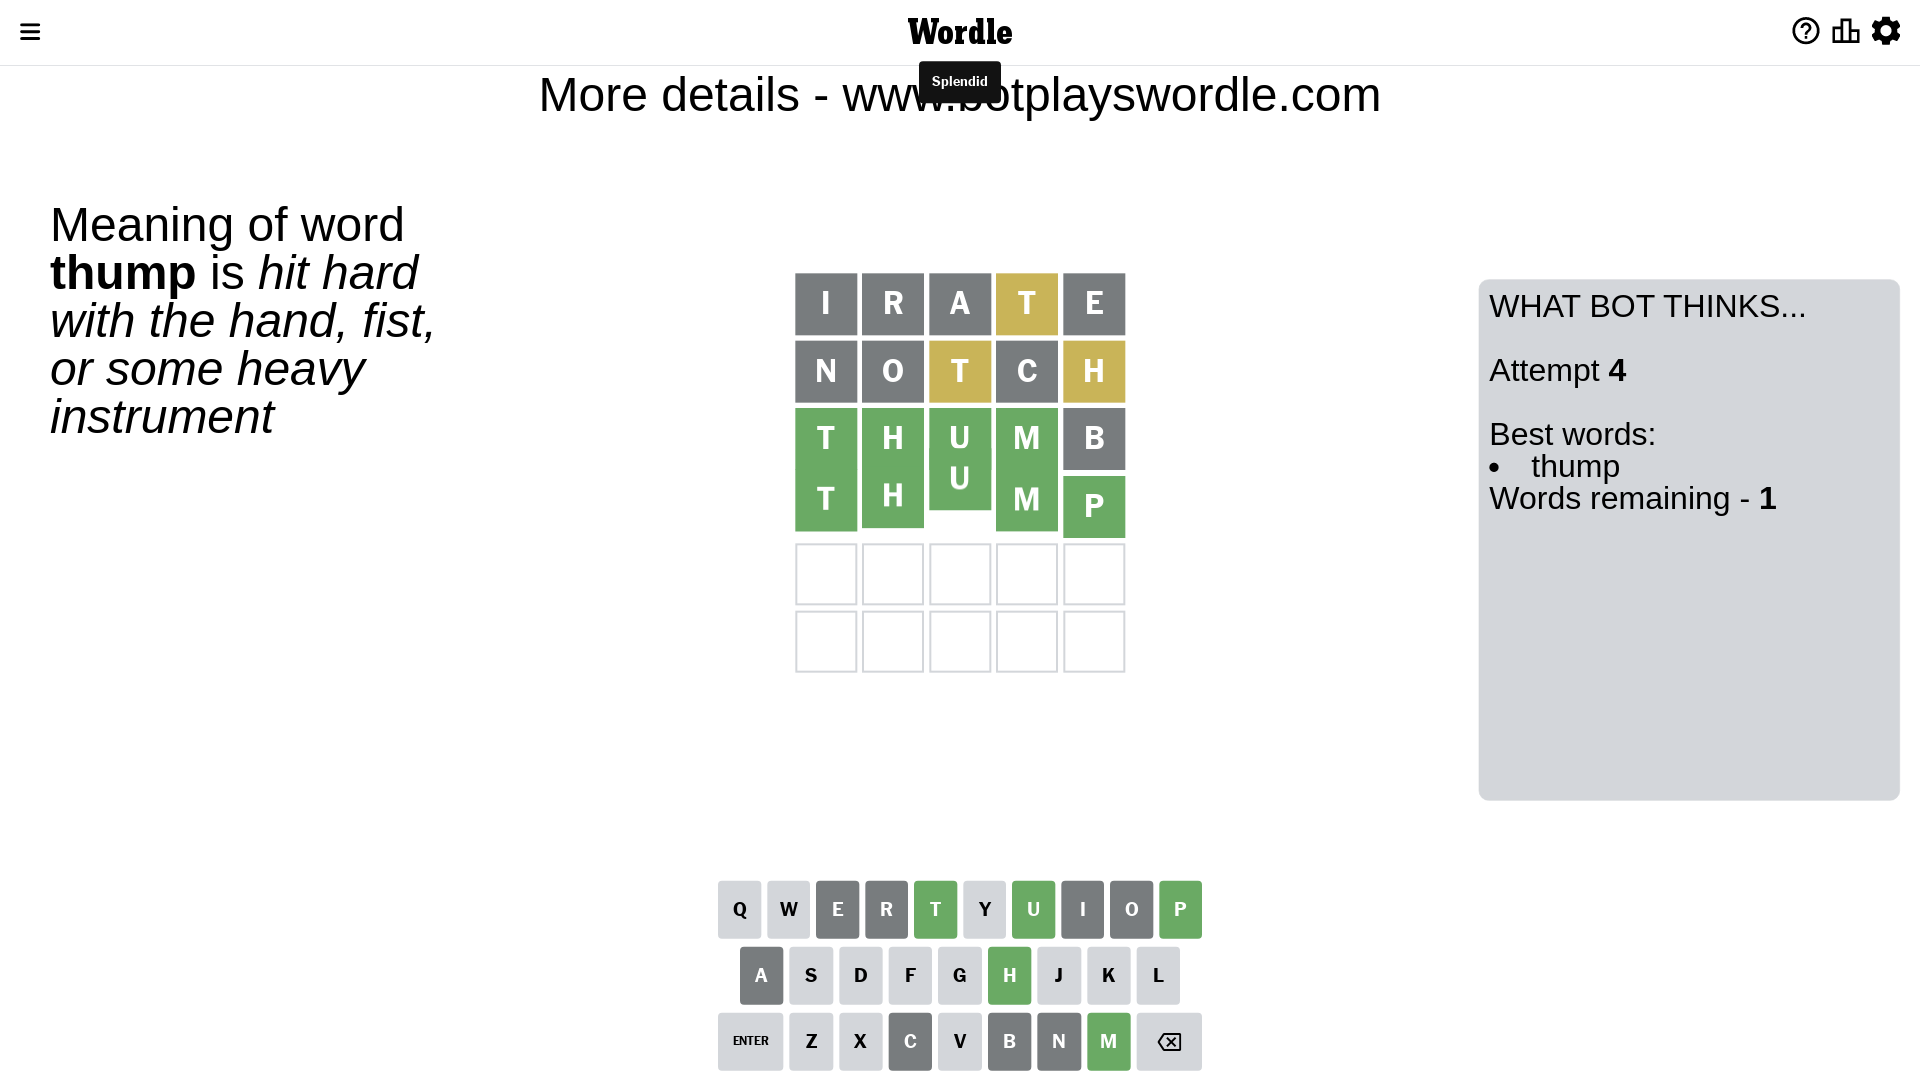 Wordle
Splendid
More details - www.botplayswordle.com
Meaning of word
thump is hit hard
with the hand, fist,
or some heavy
instrument
I R A T E
N O T C H
T H U M B
T H U M P
WHAT BOT THINKS...
Attempt 4
Best words:
• thump
Words remaining - 1
Q W E R T Y U I O P
A S D F G H J K L
ENTER Z X C V B N M